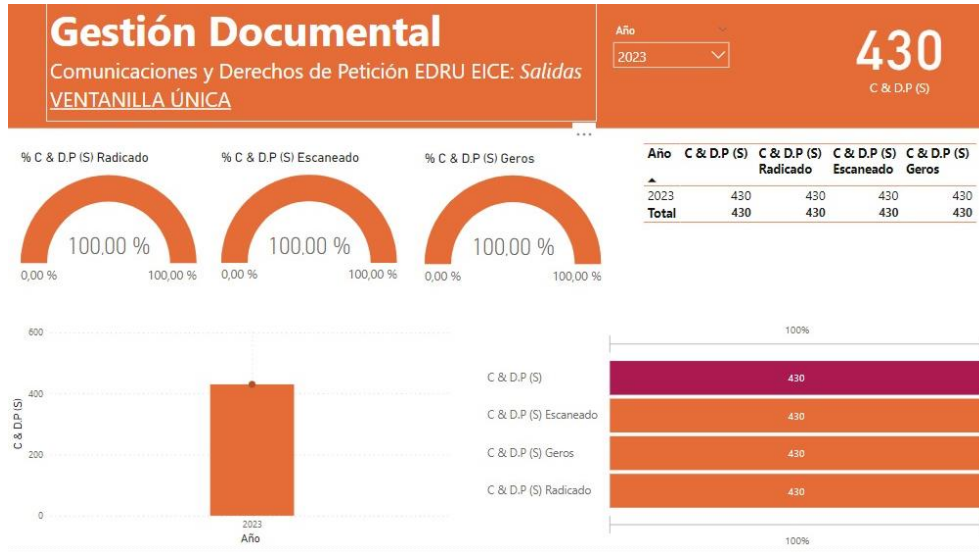 Gestión Documental
Comunicaciones y Derechos de Petición EDRU EICE: Salidas
VENTANILLA ÚNICA
Año
2023
430
C & D.P (S)
% C & D.P (S) Radicado
100,00 %
0,00 %
100,00 %
% C & D.P (S) Escaneado
100,00 %
0,00 %
100,00 %
% C & D.P (S) Geros
100,00 %
0,00 %
100,00 %
Año C & D.P (S) C & D.P (S) C & D.P (S) C & D.P (S)
Radicado Escaneado Geros
2023 430 430 430 430
Total 430 430 430 430
600
400
200
0
C & D.P (S)
2023
Año
100%
C & D.P (S) 430
C & D.P (S) Escaneado 430
C & D.P (S) Geros 430
C & D.P (S) Radicado 430
100%